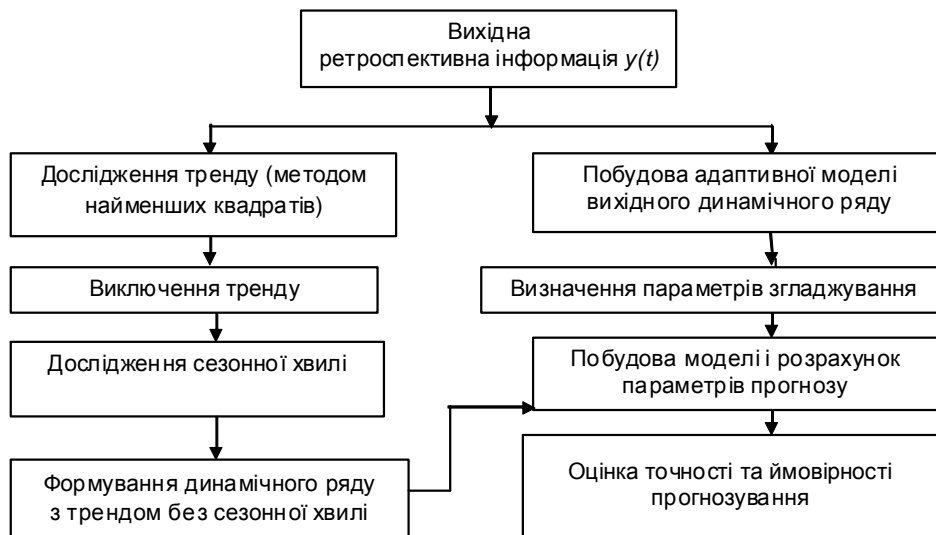 Вихідна
ретроспективна інформація y(t)
Дослідження тренду (методом
найменших квадратів)
Виключення тренду
Дослідження сезонної хвилі
Формування динамічного ряду
з трендом без сезонної хвилі
Побудова адаптивної моделі
вихідного динамічного ряду
Визначення параметрів згладжування
Побудова моделі і розрахунок
параметрів прогнозу
Оцінка точності та ймовірності
прогнозування